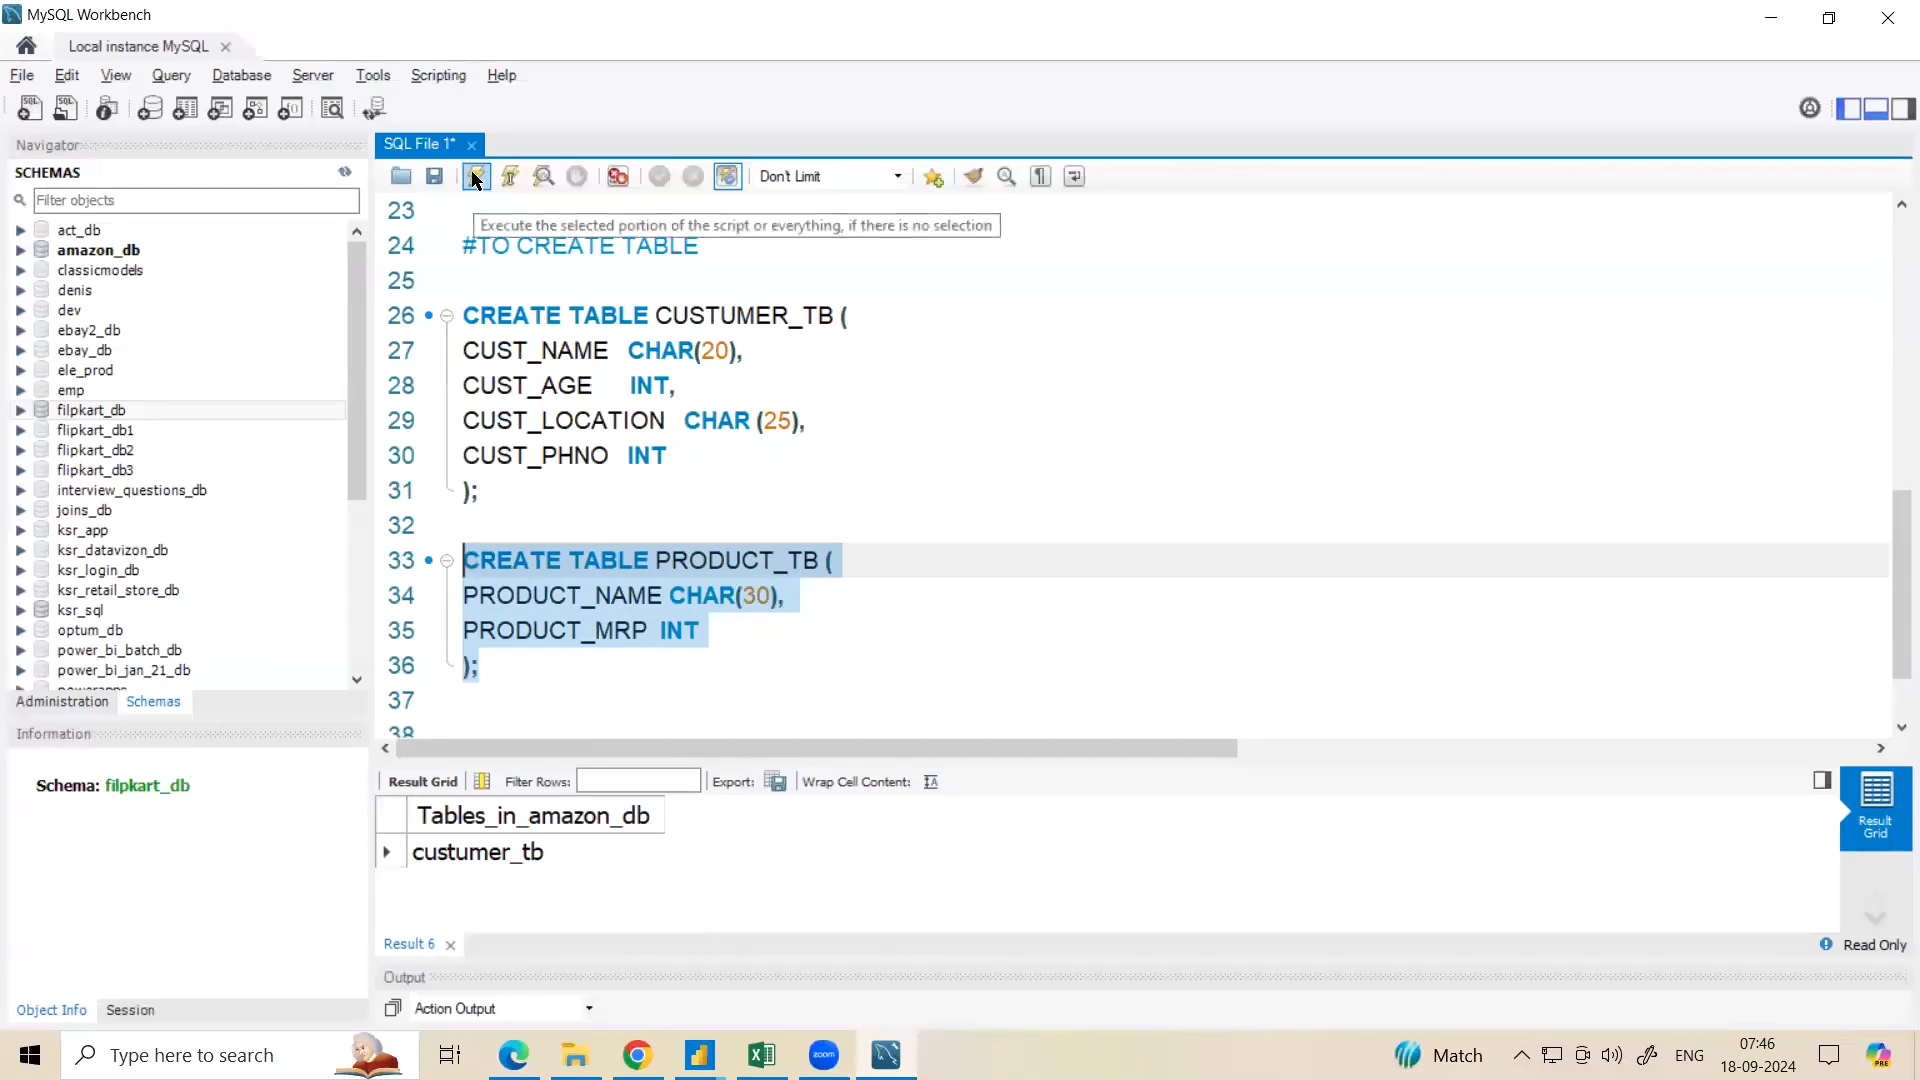 MySQL Workbench
Local instance MySQL
File Edit View Query Database Server Tools Scripting Help
Navigator
SCHEMAS
Filter objects
act_db
amazon_db
classicmodels
denis
dev
ebay2_db
ebay_db
ele_prod
emp
filpkart_db
flipkart_db1
flipkart_db2
flipkart_db3
interview_questions_db
joins_db
ksr_app
ksr_datavizon_db
ksr_login_db
ksr_retail_store_db
ksr_sql
optum_db
power_bi_batch_db
power_bi_jan_21_db
Administration Schemas
Information
Schema: filpkart_db
Object Info Session
SQL File 1*
Don't Limit
Execute the selected portion of the script or everything, if there is no selection
23
24 #TO CREATE TABLE
25
26 CREATE TABLE CUSTUMER_TB (
27 CUST_NAME CHAR(20),
28 CUST_AGE INT,
29 CUST_LOCATION CHAR (25),
30 CUST_PHNO INT
31 );
32
33 CREATE TABLE PRODUCT_TB (
34 PRODUCT_NAME CHAR(30),
35 PRODUCT_MRP INT
36 );
37
38
Result Grid Filter Rows: Export: Wrap Cell Content:
Tables_in_amazon_db
custumer_tb
Result Grid
Result 6
Read Only
Output
Action Output
Type here to search
zoom
Match
ENG
07:46
18-09-2024
PRE